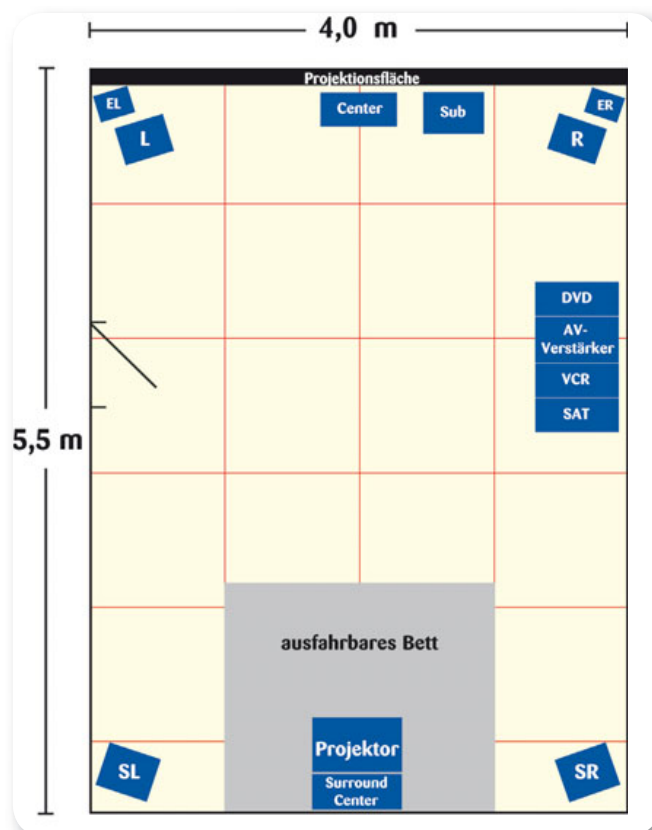 4,0 m
Projektionsfläche
EL
L
Center
Sub
ER
R
DVD
AV-
Verstärker
VCR
SAT
5,5 m
ausfahrbares Bett
Projektor
Surround
Center
SL
SR